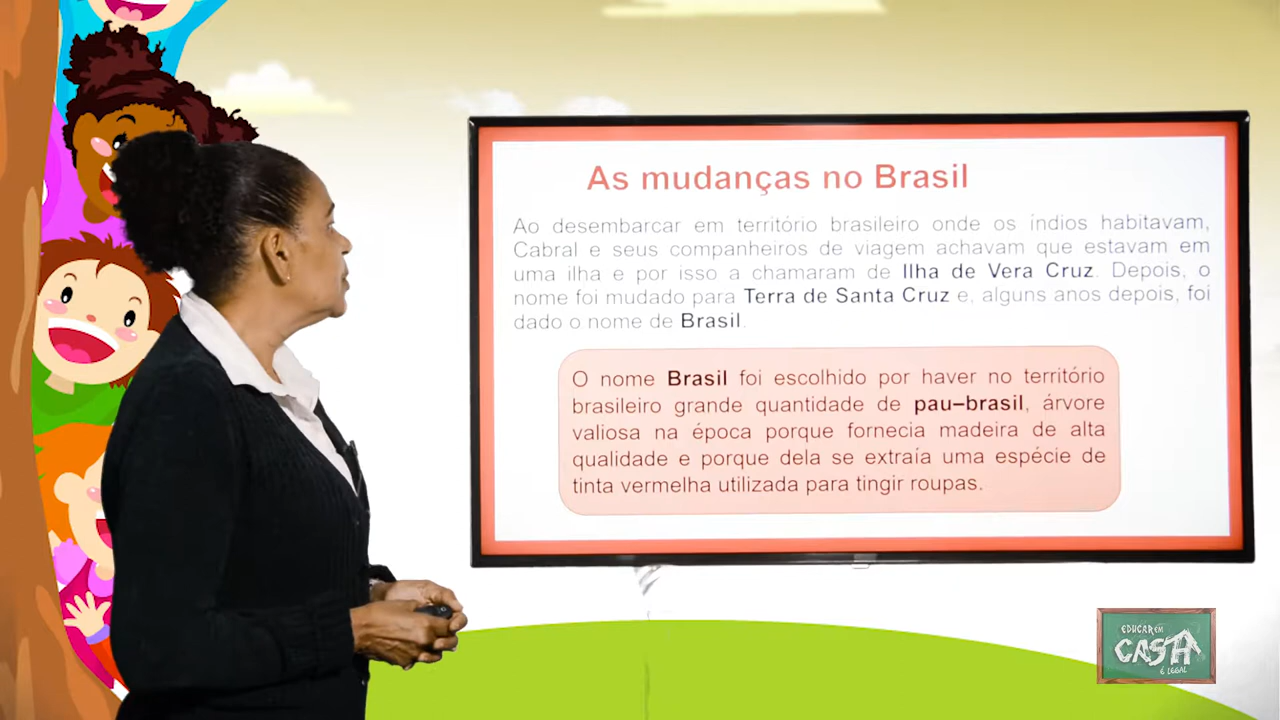 As mudanças no Brasil
Ao desembarcar em território brasileiro onde os índios habitavam,
Cabral e seus companheiros de viagem achavam que estavam em
uma ilha e por isso a chamaram de Ilha de Vera Cruz. Depois, o
nome foi mudado para Terra de Santa Cruz e, alguns anos depois, foi
dado o nome de Brasil.
O nome Brasil foi escolhido por haver no território
brasileiro grande quantidade de pau–brasil, árvore
valiosa na época porque fornecia madeira de alta
qualidade e porque dela se extraía uma espécie de
tinta vermelha utilizada para tingir roupas.
EDUCAR EM
CASA
É LEGAL